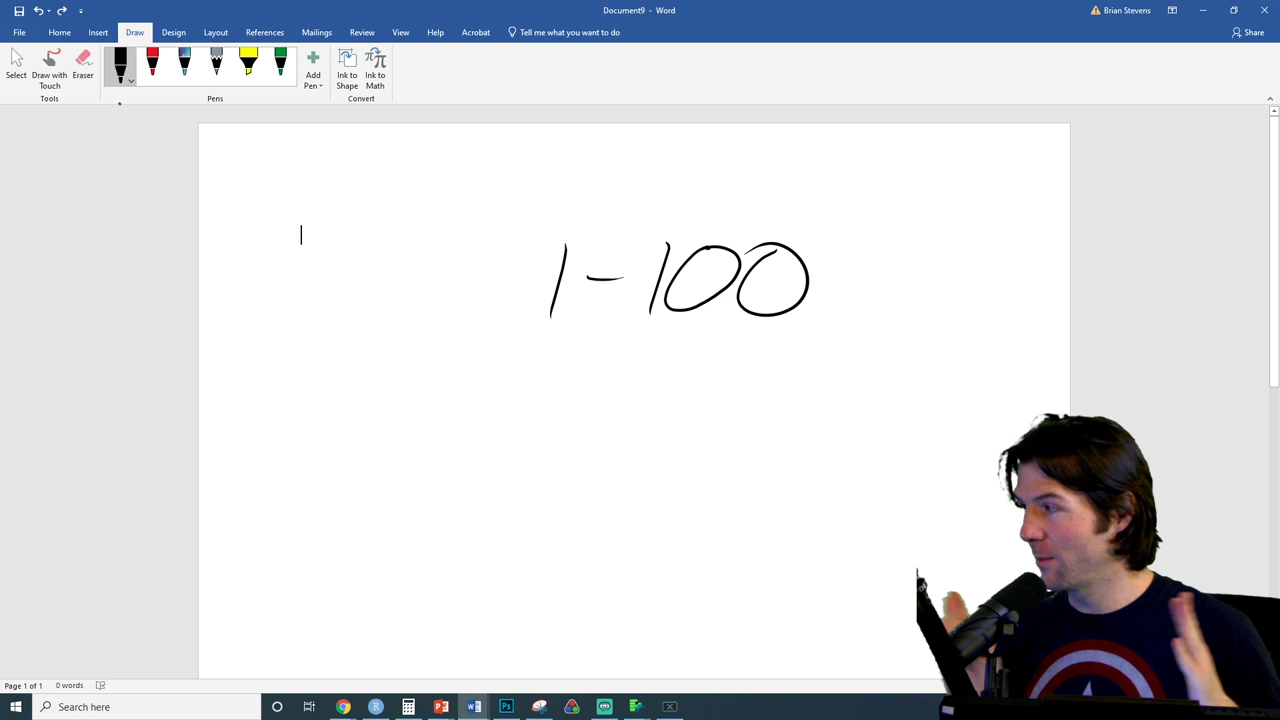 Document9 - Word
Brian Stevens
File Home Insert Draw Design Layout References Mailings Review View Help Acrobat Tell me what you want to do Share
Select
Draw with Touch
Eraser
Add Pen
Ink to Shape
Ink to Math
Tools Pens Convert
1-100
Page 1 of 1 0 words
Search here